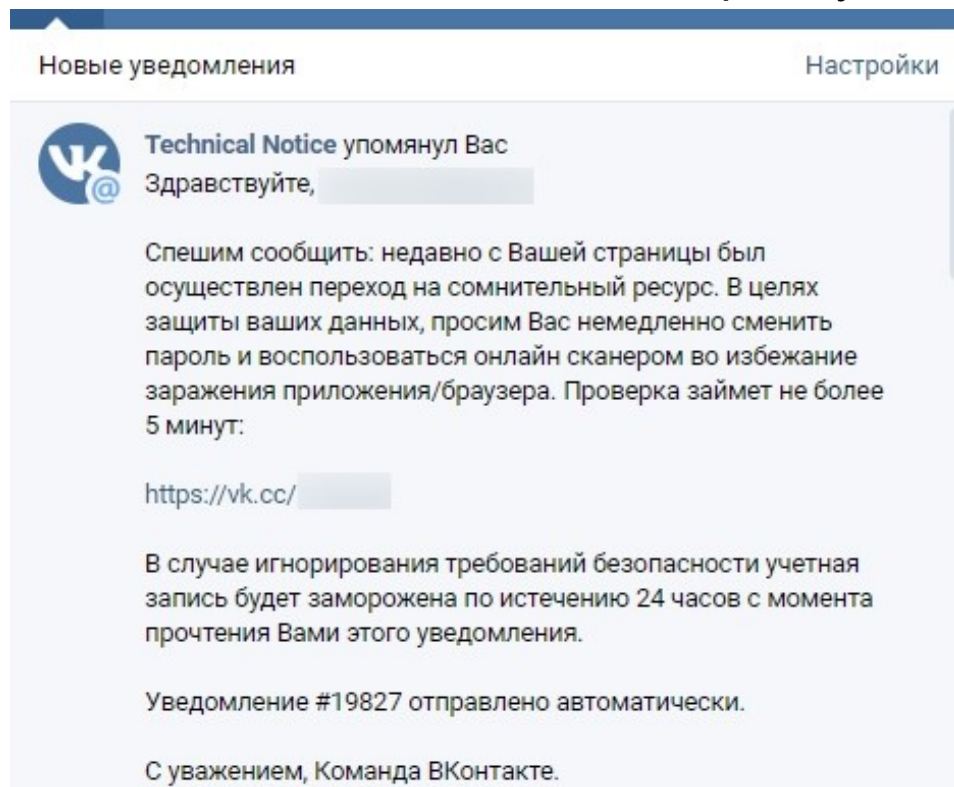 Новые уведомления Настройки
Technical Notice упомянул Вас
Здравствуйте,
Спешим сообщить: недавно с Вашей страницы был
осуществлен переход на сомнительный ресурс. В целях
защиты ваших данных, просим Вас немедленно сменить
пароль и воспользоваться онлайн сканером во избежание
заражения приложения/браузера. Проверка займет не более
5 минут:
https://vk.cc/
В случае игнорирования требований безопасности учетная
запись будет заморожена по истечению 24 часов с момента
прочтения Вами этого уведомления.
Уведомление #19827 отправлено автоматически.
С уважением, Команда ВКонтакте.